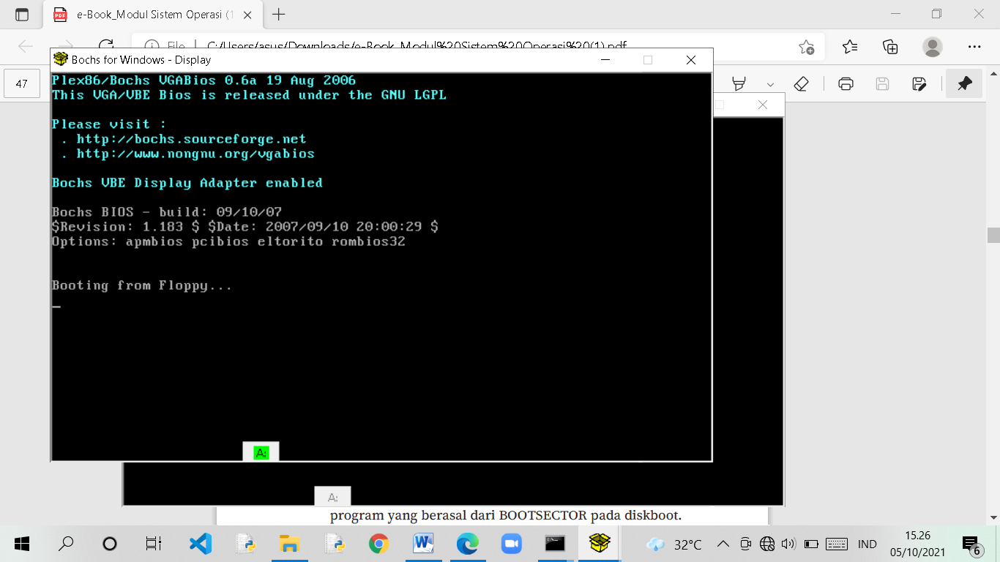 e-Book_Modul Sistem Operasi (1
File
C:/Users/asus/Downloads/e-Book_Modul%20Sistem%20Operasi%20(1).pdf
Bochs for Windows - Display
47
Plex86/Bochs VGABios 0.6a 19 Aug 2006
This VGA/VBE Bios is released under the GNU LGPL
Please visit :
. http://bochs.sourceforge.net
. http://www.nongnu.org/vgabios
Bochs VBE Display Adapter enabled
Bochs BIOS - build: 09/10/07
$Revision: 1.183 $ $Date: 2007/09/10 20:00:29 $
Options: apmbios pcibios eltorito rombios32
Booting from Floppy...
_
A:
A:
program yang berasal dari BOOTSECTOR pada diskboot.
32°C
IND
15.26
05/10/2021
6